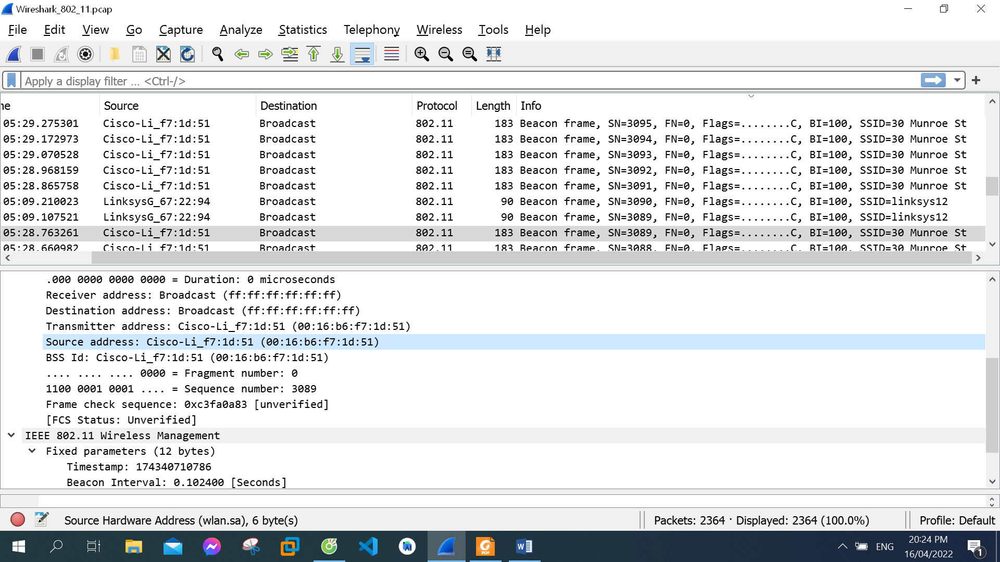 Wireshark_802_11.pcap
File Edit View Go Capture Analyze Statistics Telephony Wireless Tools Help
Apply a display filter ... <Ctrl-/>
ne Source Destination Protocol Length Info
05:29.275301 Cisco-Li_f7:1d:51 Broadcast 802.11 183 Beacon frame, SN=3095, FN=0, Flags=........C, BI=100, SSID=30 Munroe St
05:29.172973 Cisco-Li_f7:1d:51 Broadcast 802.11 183 Beacon frame, SN=3094, FN=0, Flags=........C, BI=100, SSID=30 Munroe St
05:29.070528 Cisco-Li_f7:1d:51 Broadcast 802.11 183 Beacon frame, SN=3093, FN=0, Flags=........C, BI=100, SSID=30 Munroe St
05:28.968159 Cisco-Li_f7:1d:51 Broadcast 802.11 183 Beacon frame, SN=3092, FN=0, Flags=........C, BI=100, SSID=30 Munroe St
05:28.865758 Cisco-Li_f7:1d:51 Broadcast 802.11 183 Beacon frame, SN=3091, FN=0, Flags=........C, BI=100, SSID=30 Munroe St
05:09.210023 LinksysG_67:22:94 Broadcast 802.11 90 Beacon frame, SN=3090, FN=0, Flags=........C, BI=100, SSID=linksys12
05:09.107521 LinksysG_67:22:94 Broadcast 802.11 90 Beacon frame, SN=3089, FN=0, Flags=........C, BI=100, SSID=linksys12
05:28.763261 Cisco-Li_f7:1d:51 Broadcast 802.11 183 Beacon frame, SN=3089, FN=0, Flags=........C, BI=100, SSID=30 Munroe St
05:28.660982 Cisco-Li_f7:1d:51 Broadcast 802.11 183 Beacon frame, SN=3088, FN=0, Flags=........C, BI=100, SSID=30 Munroe St
.000 0000 0000 0000 = Duration: 0 microseconds
Receiver address: Broadcast (ff:ff:ff:ff:ff:ff)
Destination address: Broadcast (ff:ff:ff:ff:ff:ff)
Transmitter address: Cisco-Li_f7:1d:51 (00:16:b6:f7:1d:51)
Source address: Cisco-Li_f7:1d:51 (00:16:b6:f7:1d:51)
BSS Id: Cisco-Li_f7:1d:51 (00:16:b6:f7:1d:51)
.... .... .... 0000 = Fragment number: 0
1100 0001 0001 .... = Sequence number: 3089
Frame check sequence: 0xc3fa0a83 [unverified]
[FCS Status: Unverified]
IEEE 802.11 Wireless Management
Fixed parameters (12 bytes)
Timestamp: 174340710786
Beacon Interval: 0.102400 [Seconds]
Source Hardware Address (wlan.sa), 6 byte(s) Packets: 2364 · Displayed: 2364 (100.0%) Profile: Default
PDF
ENG
20:24 PM
16/04/2022
1